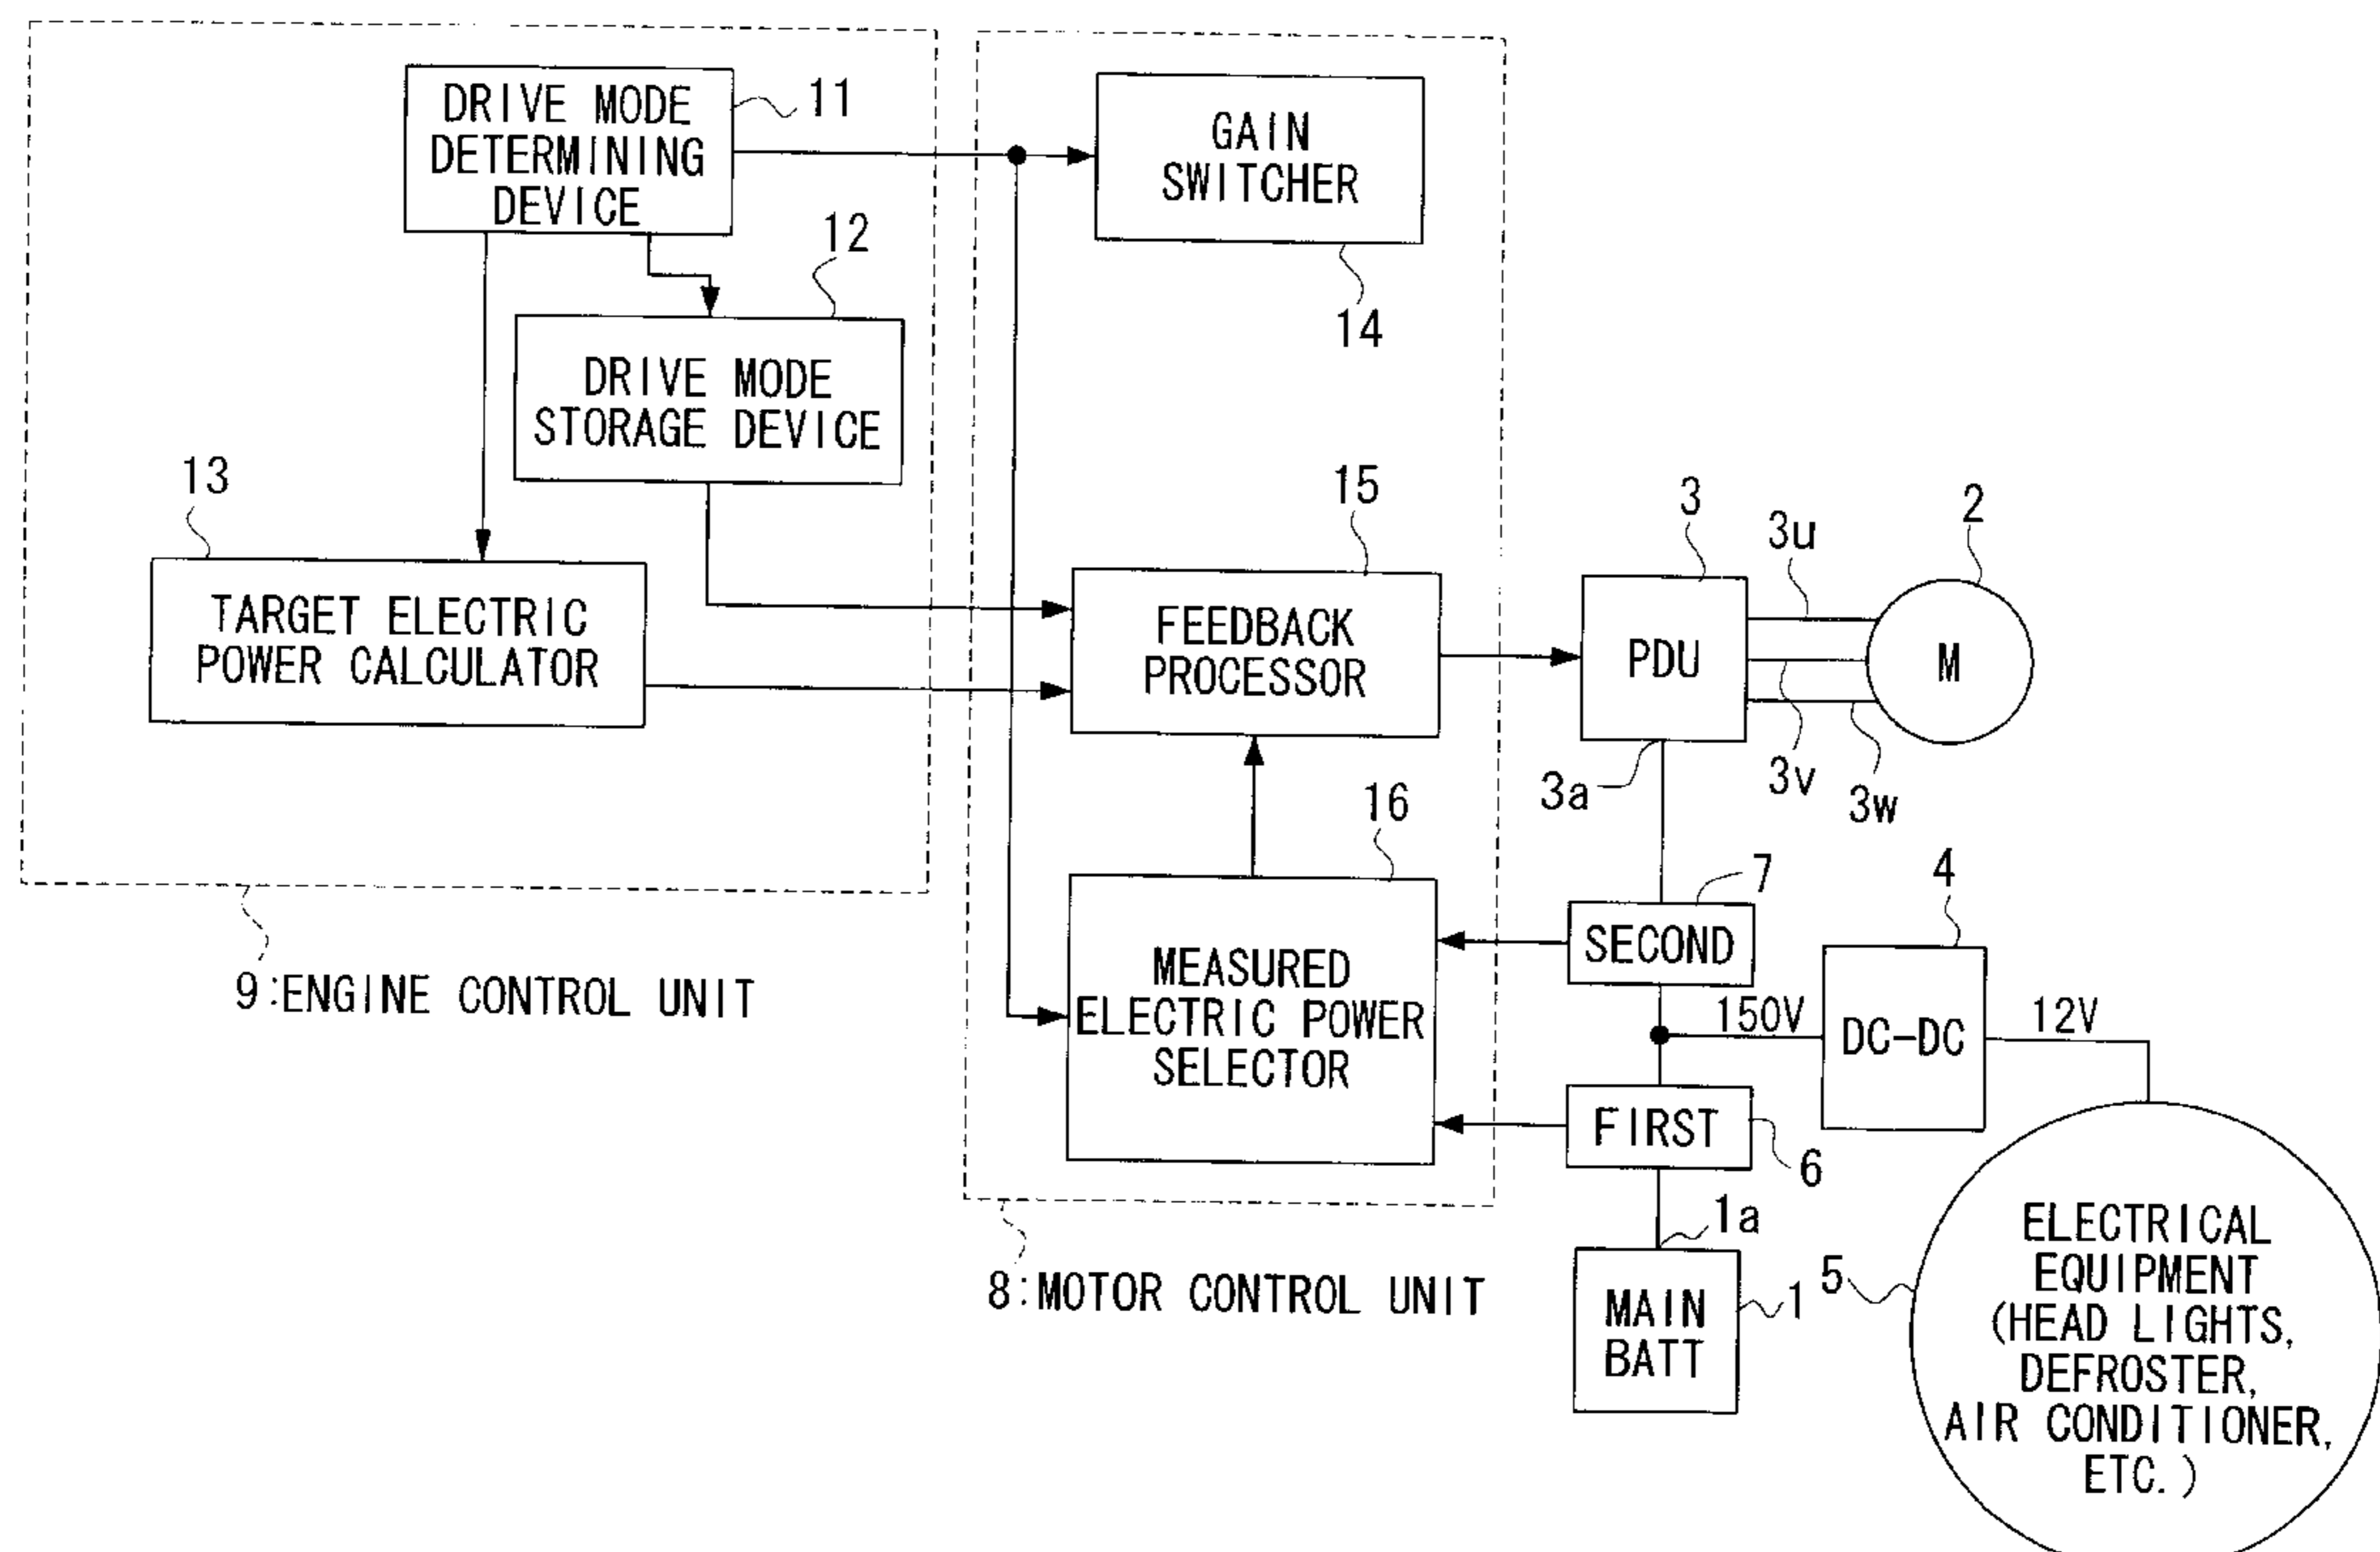 DRIVE MODE
DETERMINING
DEVICE
11
GAIN
SWITCHER
12
14
DRIVE MODE
STORAGE DEVICE
13
15
3
2
3u
TARGET ELECTRIC
POWER CALCULATOR
FEEDBACK
PROCESSOR
PDU
M
3a
3v
3w
16
7
4
SECOND
MEASURED
ELECTRIC POWER
SELECTOR
150V
DC-DC
12V
FIRST
6
9:ENGINE CONTROL UNIT
1a
8:MOTOR CONTROL UNIT
MAIN
BATT
1
5
ELECTRICAL
EQUIPMENT
(HEAD LIGHTS,
DEFROSTER,
AIR CONDITIONER,
ETC.)